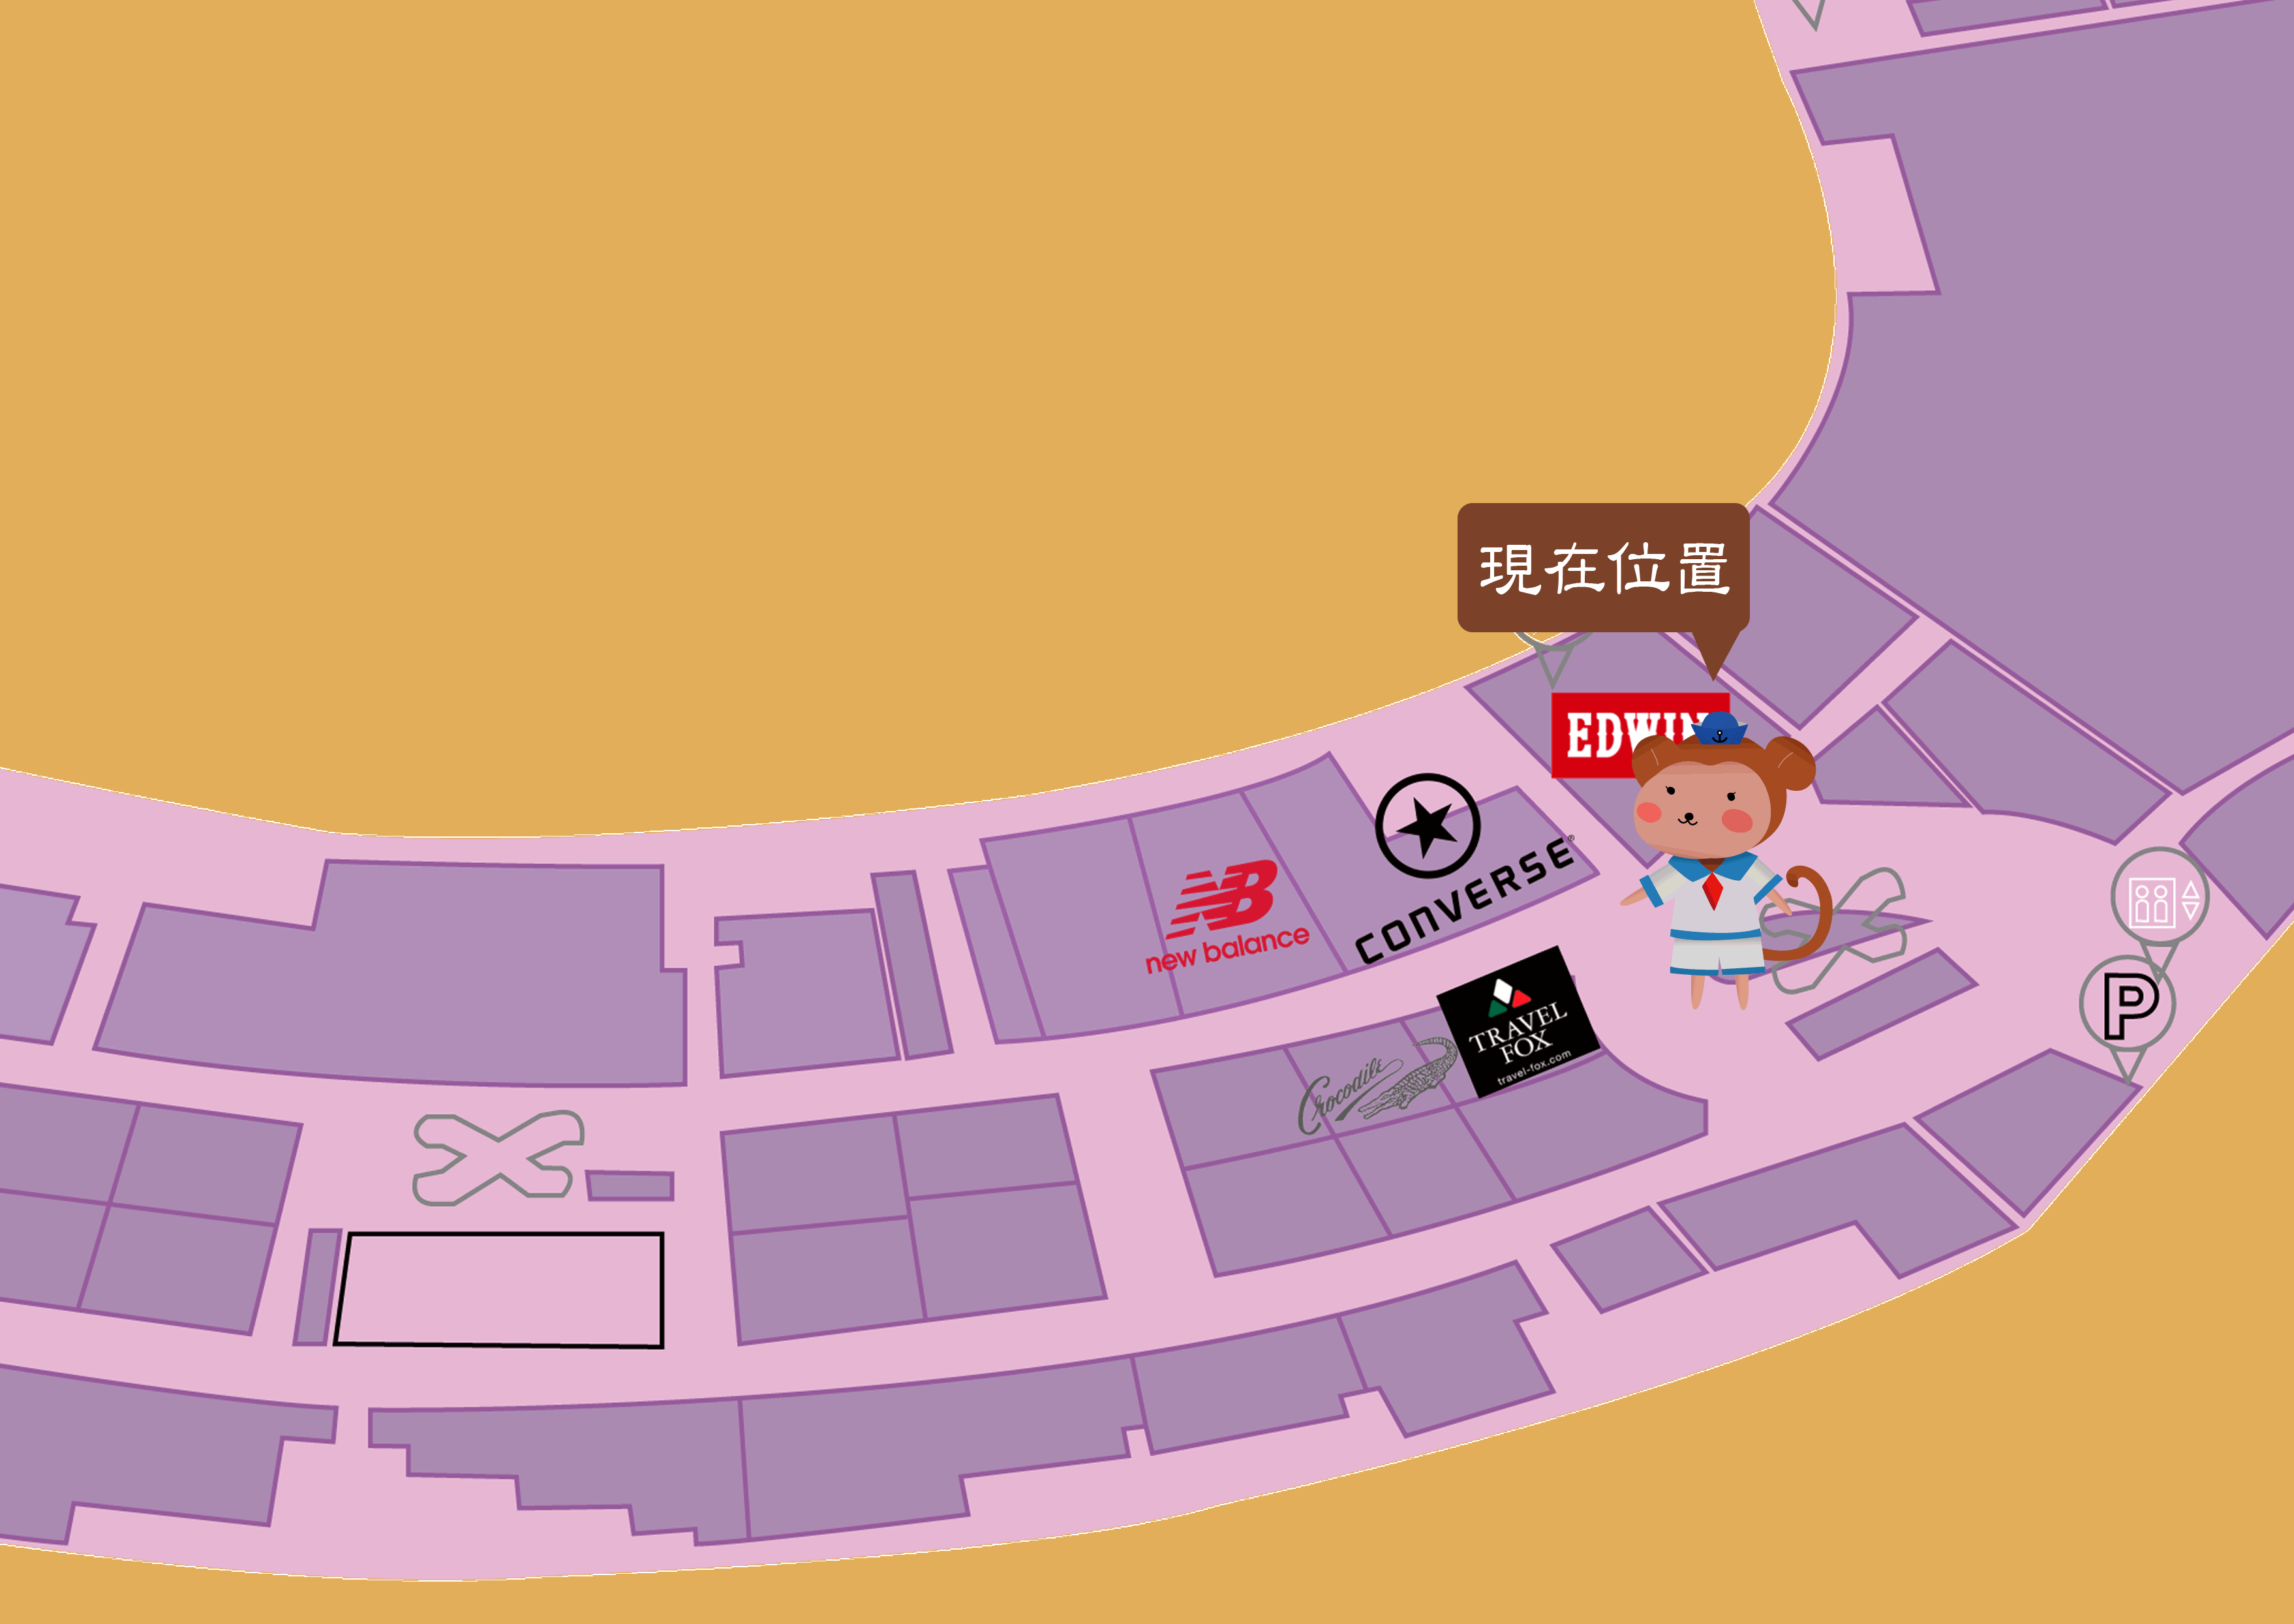 現在位置
EDWIN
CONVERSE®
new balance
TRAVEL
FOX
travel-fox.com
Crocodile
P